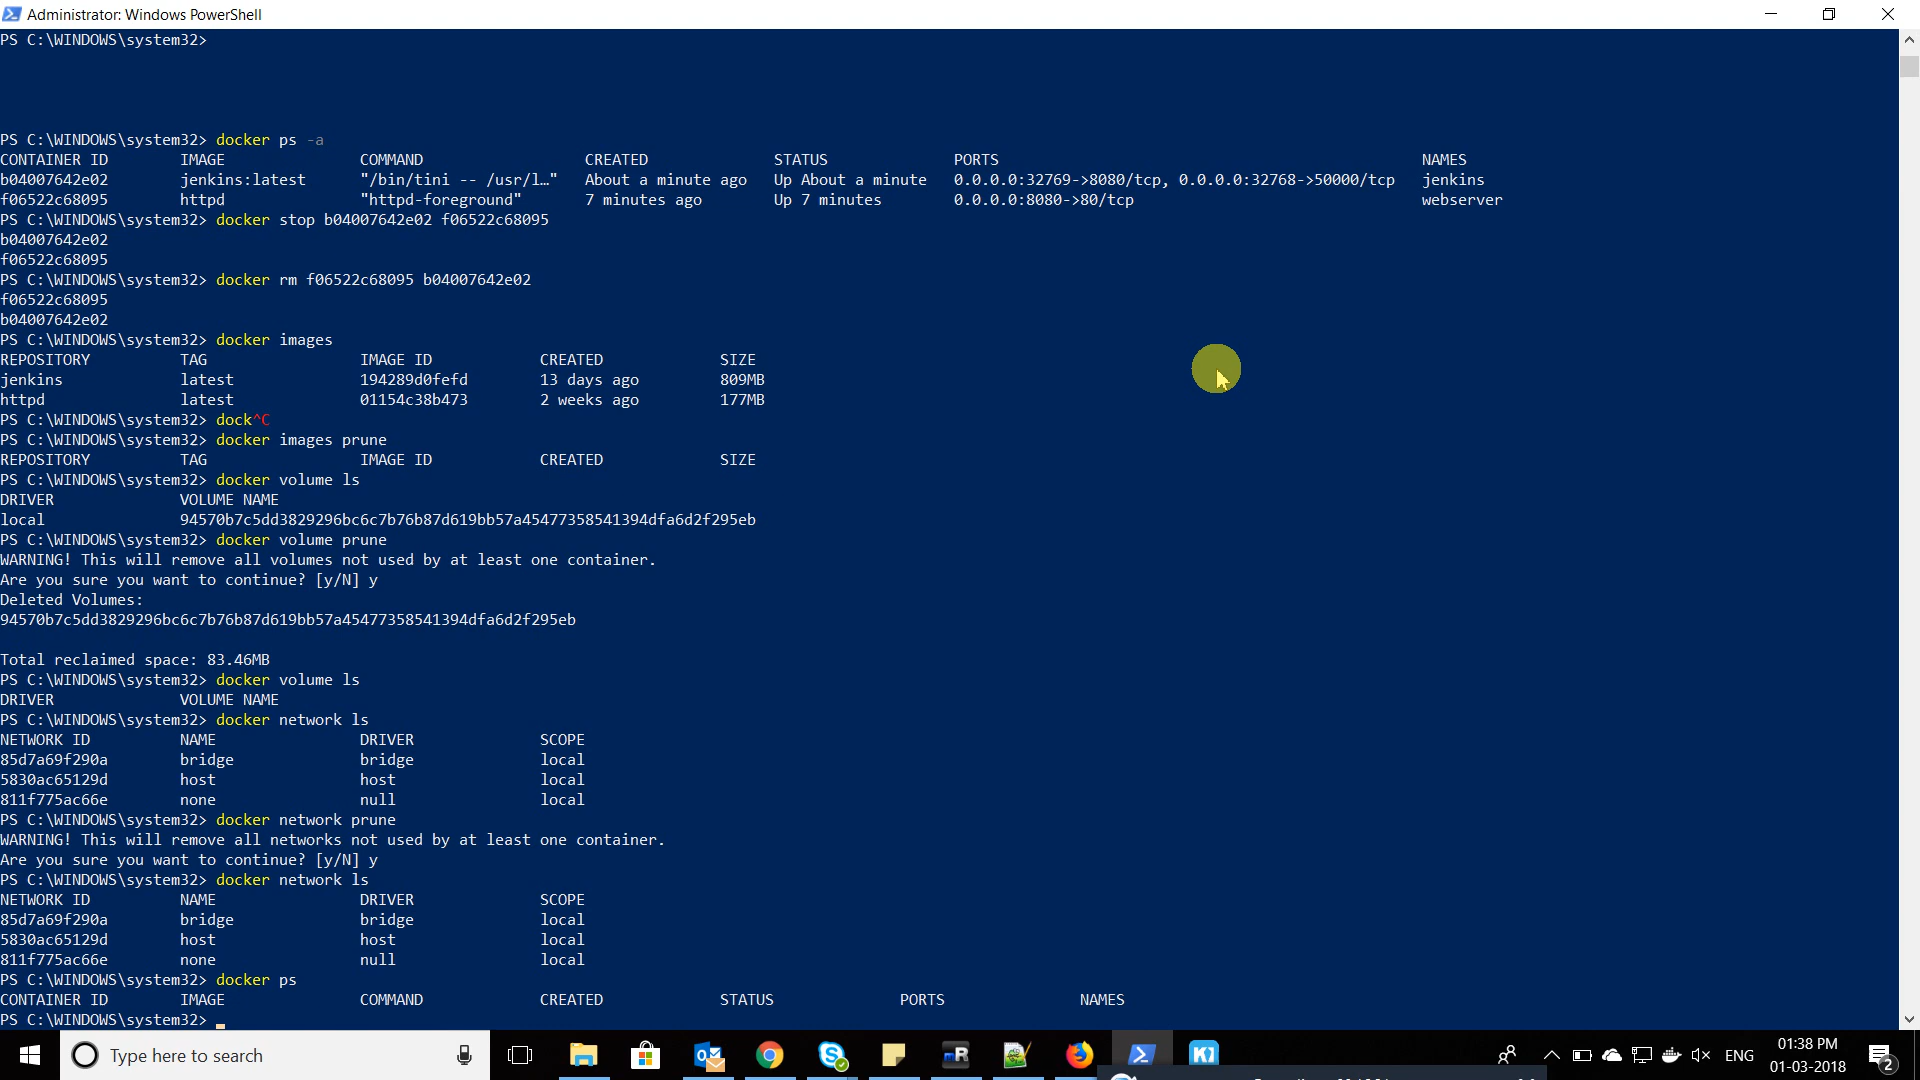 Administrator: Windows PowerShell
PS C:\WINDOWS\system32>
PS C:\WINDOWS\system32> docker ps -a
CONTAINER ID IMAGE COMMAND CREATED STATUS PORTS NAMES
b04007642e02 jenkins:latest "/bin/tini -- /usr/l…" About a minute ago Up About a minute 0.0.0.0:32769->8080/tcp, 0.0.0.0:32768->50000/tcp jenkins
f06522c68095 httpd "httpd-foreground" 7 minutes ago Up 7 minutes 0.0.0.0:8080->80/tcp webserver
PS C:\WINDOWS\system32> docker stop b04007642e02 f06522c68095
b04007642e02
f06522c68095
PS C:\WINDOWS\system32> docker rm f06522c68095 b04007642e02
f06522c68095
b04007642e02
PS C:\WINDOWS\system32> docker images
REPOSITORY TAG IMAGE ID CREATED SIZE
jenkins latest 194289d0fefd 13 days ago 809MB
httpd latest 01154c38b473 2 weeks ago 177MB
PS C:\WINDOWS\system32> dock^C
PS C:\WINDOWS\system32> docker images prune
REPOSITORY TAG IMAGE ID CREATED SIZE
PS C:\WINDOWS\system32> docker volume ls
DRIVER VOLUME NAME
local 94570b7c5dd3829296bc6c7b76b87d619bb57a45477358541394dfa6d2f295eb
PS C:\WINDOWS\system32> docker volume prune
WARNING! This will remove all volumes not used by at least one container.
Are you sure you want to continue? [y/N] y
Deleted Volumes:
94570b7c5dd3829296bc6c7b76b87d619bb57a45477358541394dfa6d2f295eb
Total reclaimed space: 83.46MB
PS C:\WINDOWS\system32> docker volume ls
DRIVER VOLUME NAME
PS C:\WINDOWS\system32> docker network ls
NETWORK ID NAME DRIVER SCOPE
85d7a69f290a bridge bridge local
5830ac65129d host host local
811f775ac66e none null local
PS C:\WINDOWS\system32> docker network prune
WARNING! This will remove all networks not used by at least one container.
Are you sure you want to continue? [y/N] y
PS C:\WINDOWS\system32> docker network ls
NETWORK ID NAME DRIVER SCOPE
85d7a69f290a bridge bridge local
5830ac65129d host host local
811f775ac66e none null local
PS C:\WINDOWS\system32> docker ps
CONTAINER ID IMAGE COMMAND CREATED STATUS PORTS NAMES
PS C:\WINDOWS\system32>
Type here to search
ENG
01:38 PM
01-03-2018
2